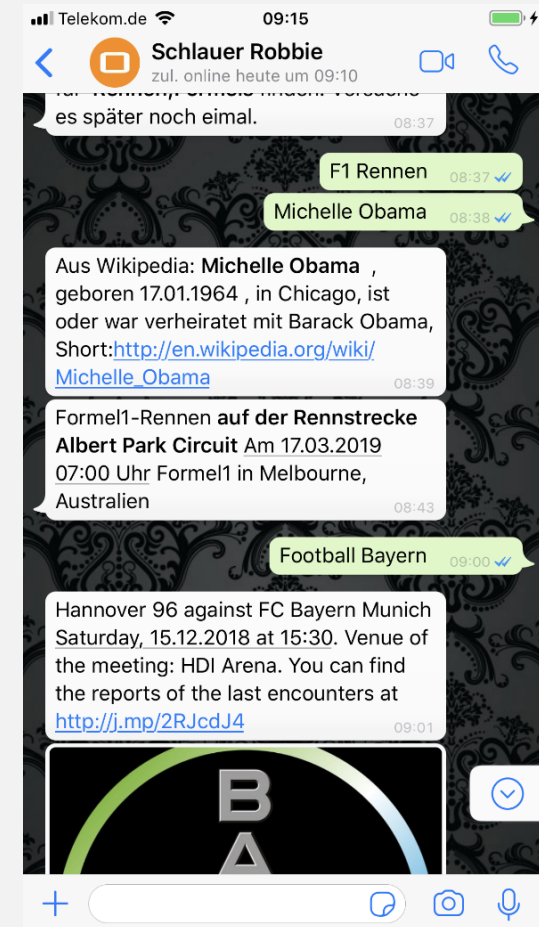 Telekom.de 09:15
Schlauer Robbie
zul. online heute um 09:10
es später noch eimal.
08:37
F1 Rennen 08:37
Michelle Obama 08:38
Aus Wikipedia: Michelle Obama ,
geboren 17.01.1964 , in Chicago, ist
oder war verheiratet mit Barack Obama,
Short:http://en.wikipedia.org/wiki/
Michelle_Obama
08:39
Formel1-Rennen auf der Rennstrecke
Albert Park Circuit Am 17.03.2019
07:00 Uhr Formel1 in Melbourne,
Australien
08:43
Football Bayern 09:00
Hannover 96 against FC Bayern Munich
Saturday, 15.12.2018 at 15:30. Venue of
the meeting: HDI Arena. You can find
the reports of the last encounters at
http://j.mp/2RJcdJ4
09:01
B
A